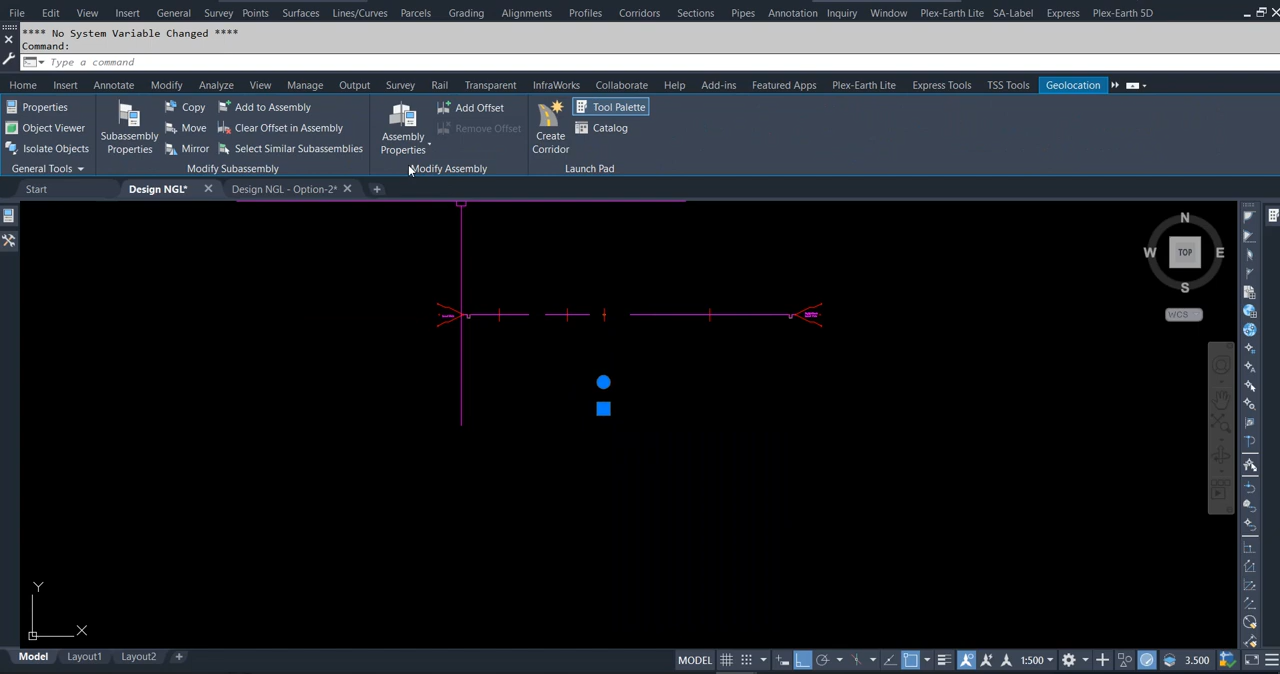 File Edit View Insert General Survey Points Surfaces Lines/Curves Parcels Grading Alignments Profiles Corridors Sections Pipes Annotation Inquiry Window Plex-Earth Lite SA-Label Express Plex-Earth 5D
**** No System Variable Changed ****
Command:
Type a command
Home Insert Annotate Modify Analyze View Manage Output Survey Rail Transparent InfraWorks Collaborate Help Add-ins Featured Apps Plex-Earth Lite Express Tools TSS Tools Geolocation
Properties
Object Viewer
Isolate Objects
General Tools
Subassembly
Properties
Copy
Move
Mirror
Add to Assembly
Clear Offset in Assembly
Select Similar Subassemblies
Modify Subassembly
Assembly
Properties
Add Offset
Remove Offset
Modify Assembly
Create
Corridor
Tool Palette
Catalog
Launch Pad
Start Design NGL* Design NGL - Option-2*
N
W TOP E
S
WCS
Y
X
Model Layout1 Layout2
MODEL 1:500 3.500